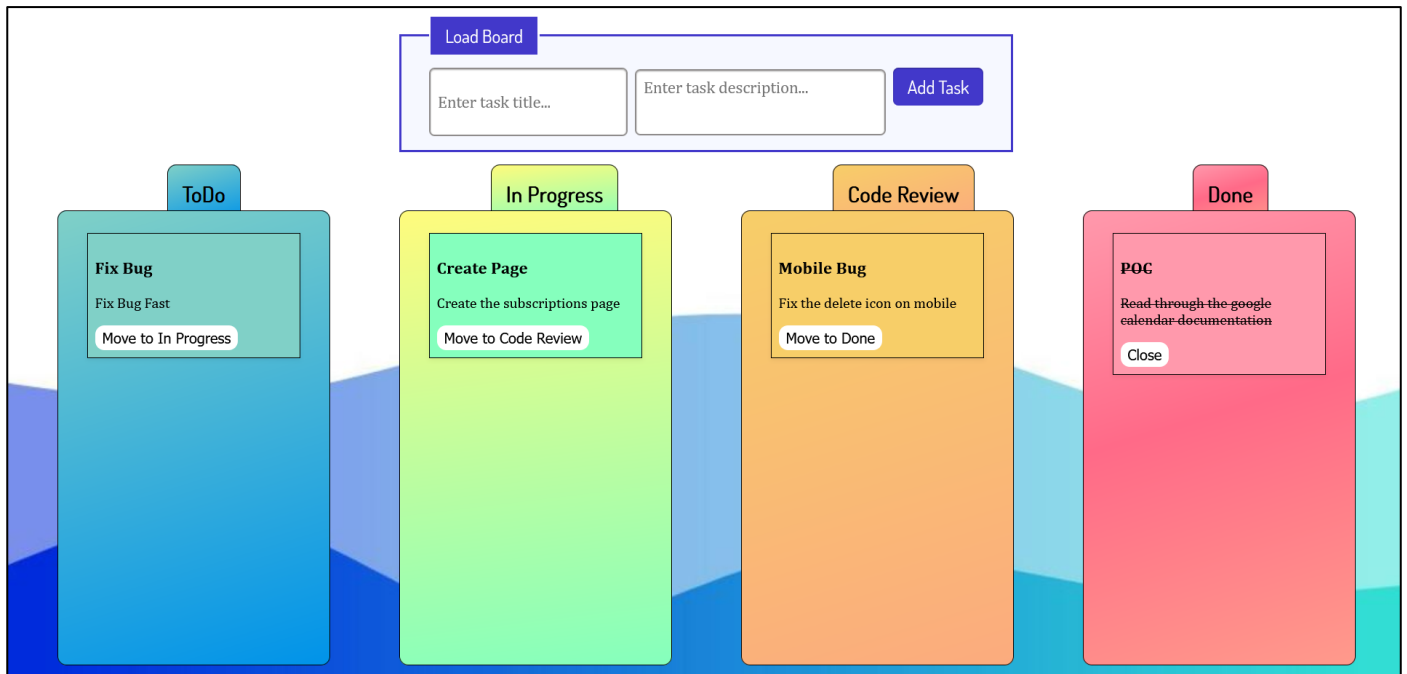 Load Board
Enter task title...
Enter task description...
Add Task
ToDo
Fix Bug
Fix Bug Fast
Move to In Progress
In Progress
Create Page
Create the subscriptions page
Move to Code Review
Code Review
Mobile Bug
Fix the delete icon on mobile
Move to Done
Done
POC
Read through the google
calendar documentation
Close